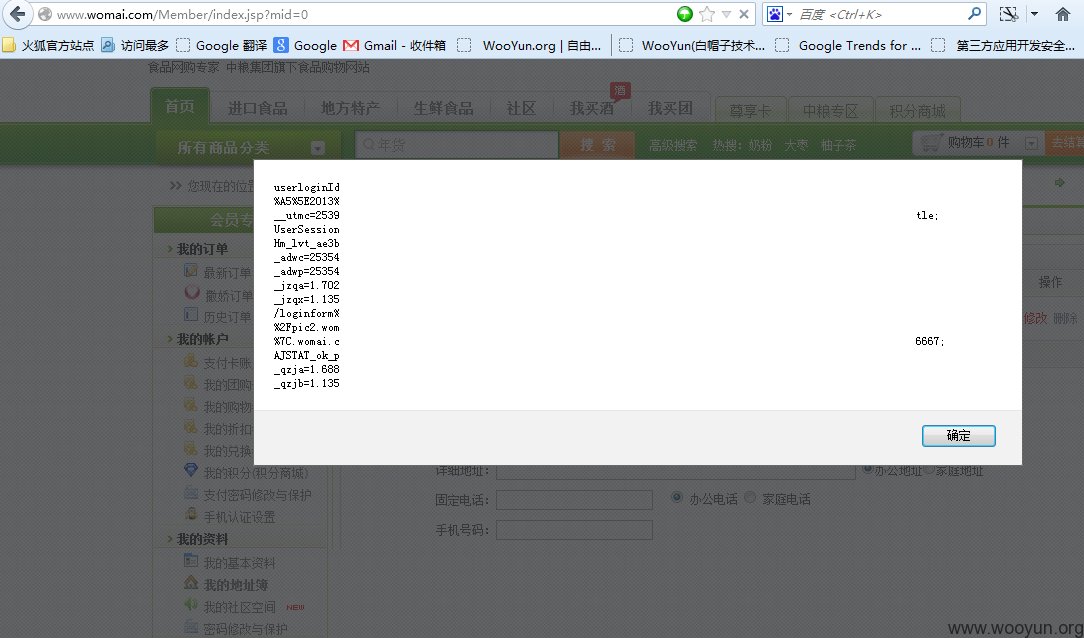 www.womai.com/Member/index.jsp?mid=0
百度 <Ctrl+K>
火狐官方站点 访问最多 Google 翻译 Google Gmail - 收件箱 WooYun.org | 自由... WooYun(白帽子技术... Google Trends for ... 第三方应用开发安全...
食品网购专家 中粮集团旗下食品购物网站
首页 进口食品 地方特产 生鲜食品 社区 我买酒 酒 我买团 尊享卡 中粮专区 积分商城
所有商品分类 年货 搜 索 高级搜索 热搜: 奶粉 大枣 柚子茶 购物车 0 件 去结
>> 您现在的位
会员专
userloginId
%A5%5E2013%
__utmc=2539 tle;
UserSession
Hm_lvt_ae3b
_adwc=25354
_adwp=25354
_jzqa=1.702
_jzqx=1.135
/loginform%
%2Fpic2.wom
%7C.womai.c 6667;
AJSTAT_ok_p
_qzja=1.688
_qzjb=1.135
确定
我的订单
最新订单
撒娇订单
历史订单
操作
修改 删除
我的帐户
支付卡账
我的团购
我的购物
我的折扣
我的兑换
我的积分(积分商城)
支付密码修改与保护
手机认证设置
我的资料
我的基本资料
我的地址簿
我的社区空间 NEW
密码修改与保护
详细地址: 办公地址 家庭地址
固定电话: 办公电话 家庭电话
手机号码:
www.wooyun.org